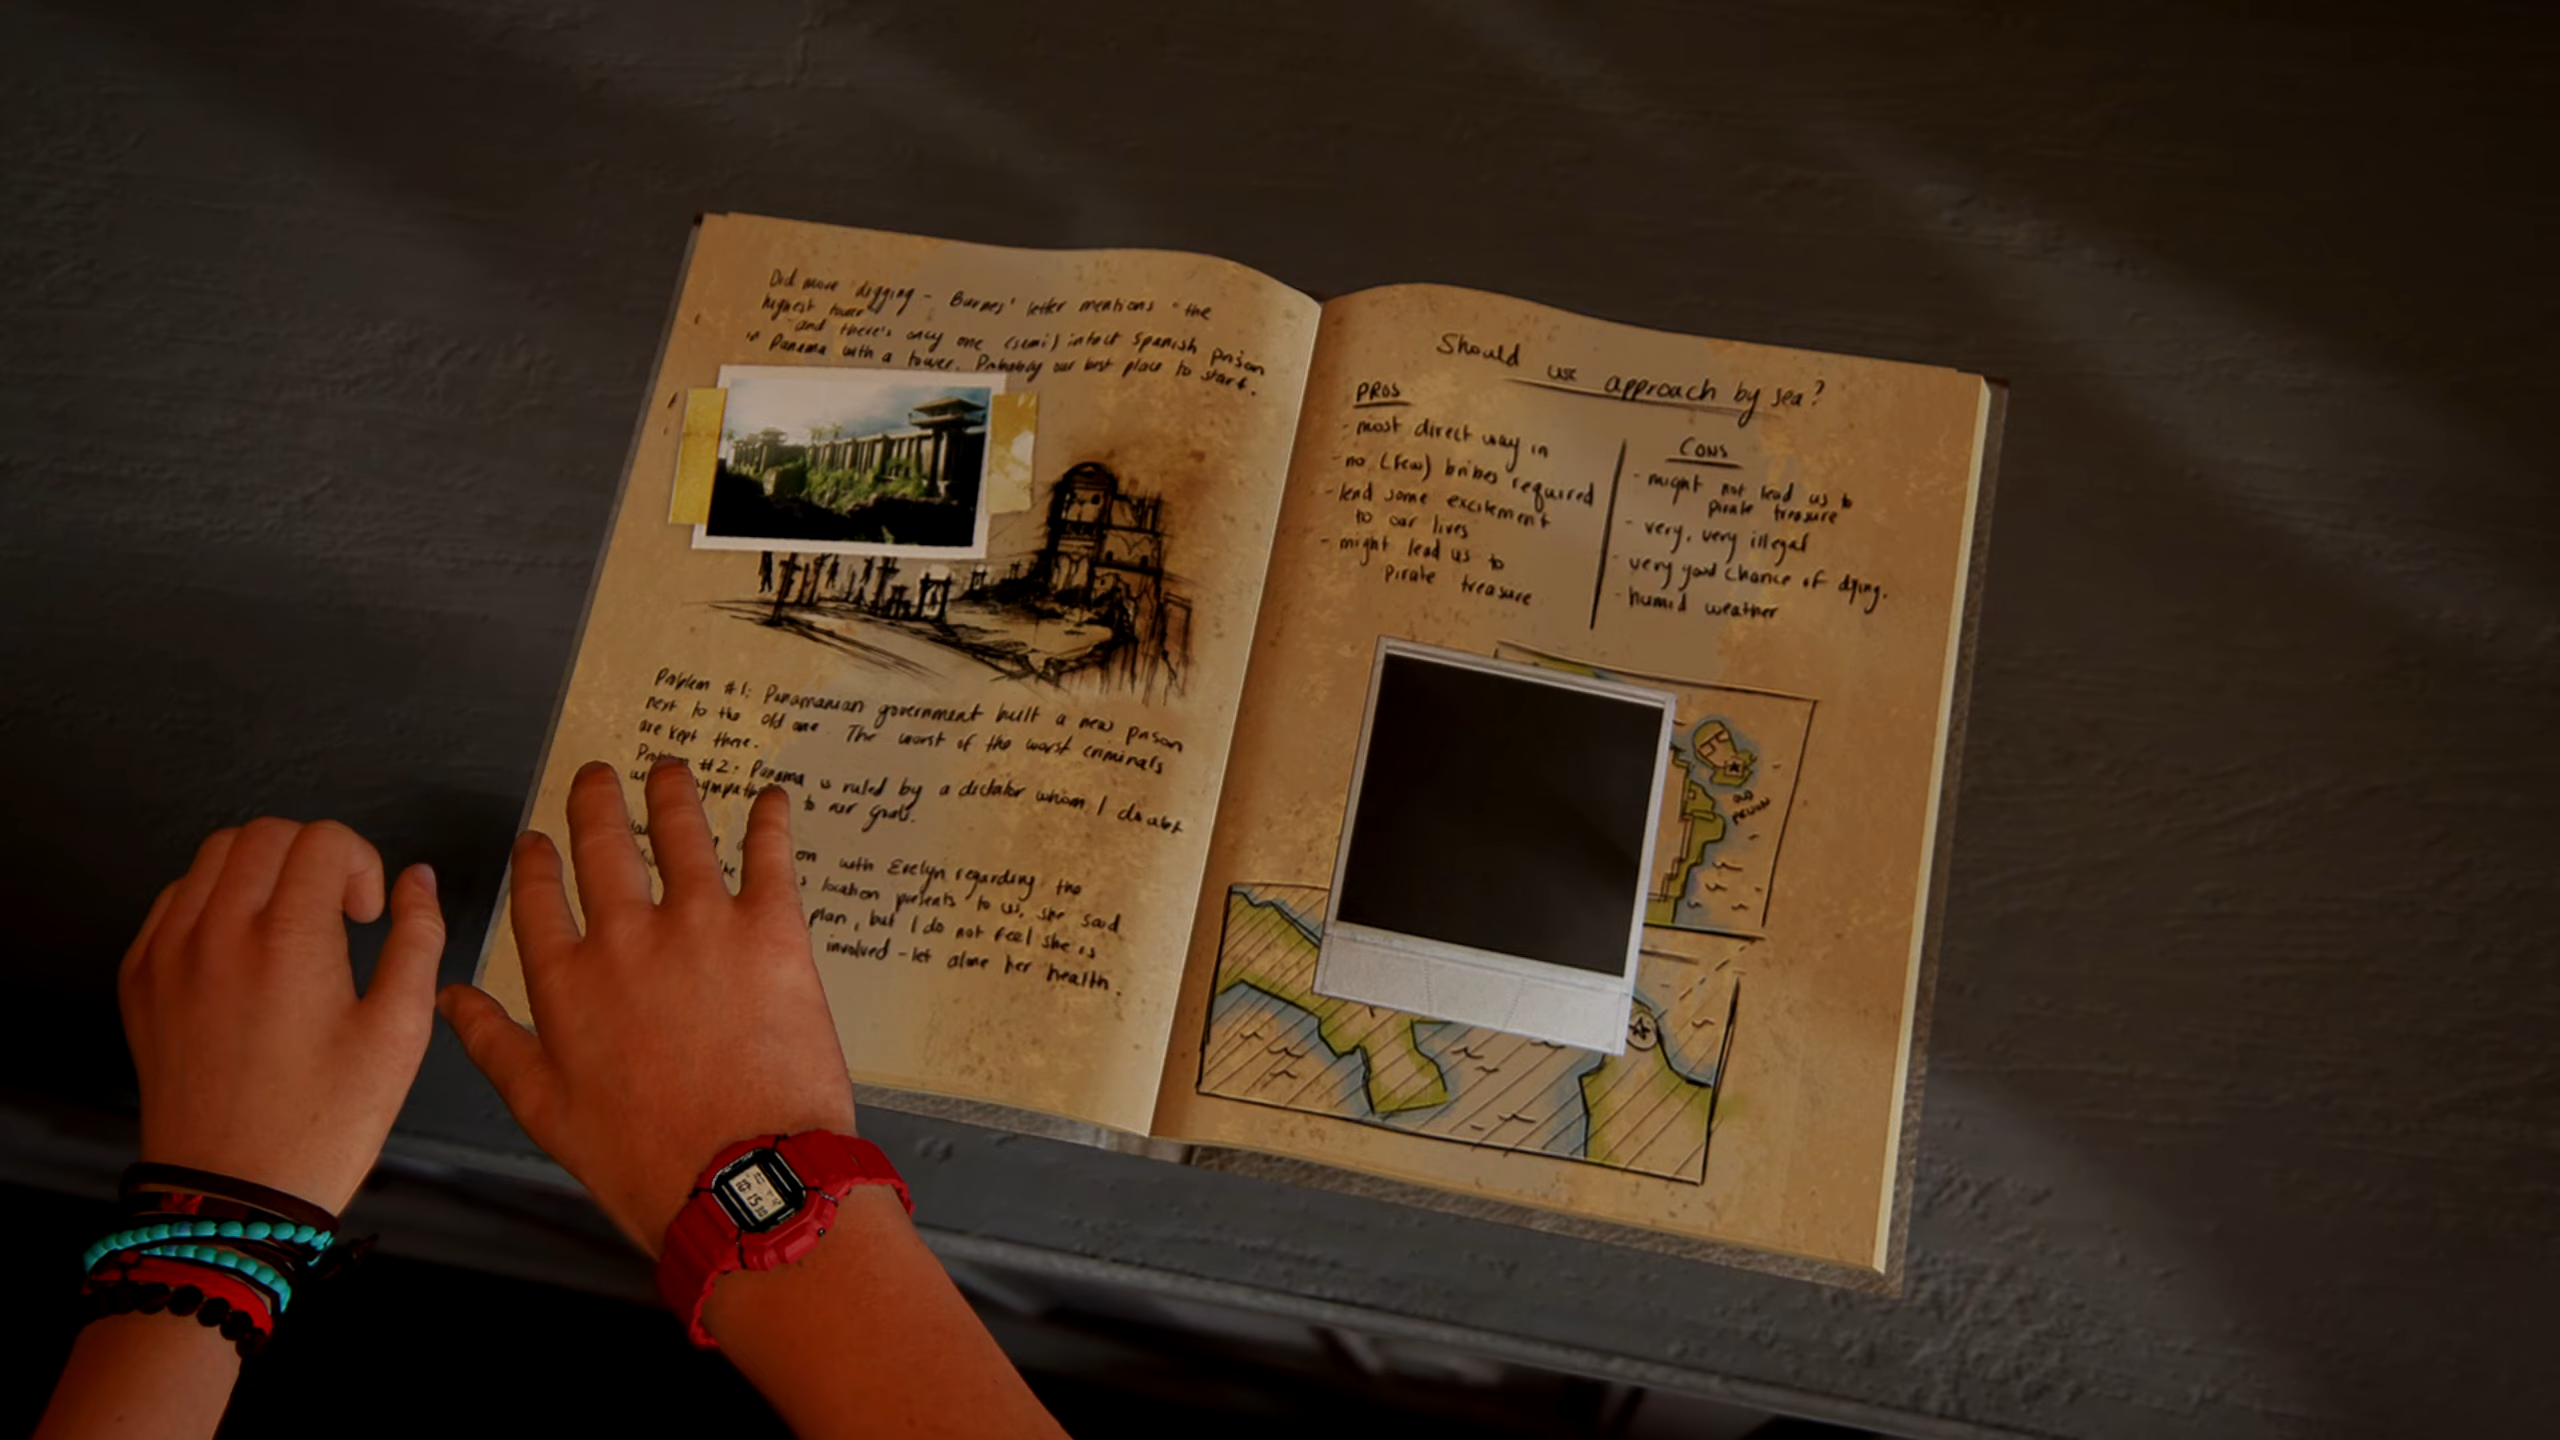 Did more digging - Burnes' letter mentions "the
highest tower"
and there's only one (semi) intact Spanish prison
in Panama with a tower. Probably our best place to start.
Problem #1: Panamanian government built a new prison
next to the old one. The worst of the worst criminals
are kept there.
#2: Panama is ruled by a dictator whom I doubt
to our goals.
on with Evelyn regarding the
location presents to us, she said
plan, but I do not feel she is
involved - let alone her health.
Should we approach by sea?
PROS
- most direct way in
- no (few) bribes required
- lend some excitement
to our lives
- might lead us to
pirate treasure
CONS
- might not lead us to
pirate treasure
- very, very illegal
- very good chance of dying.
- humid weather
old
prison